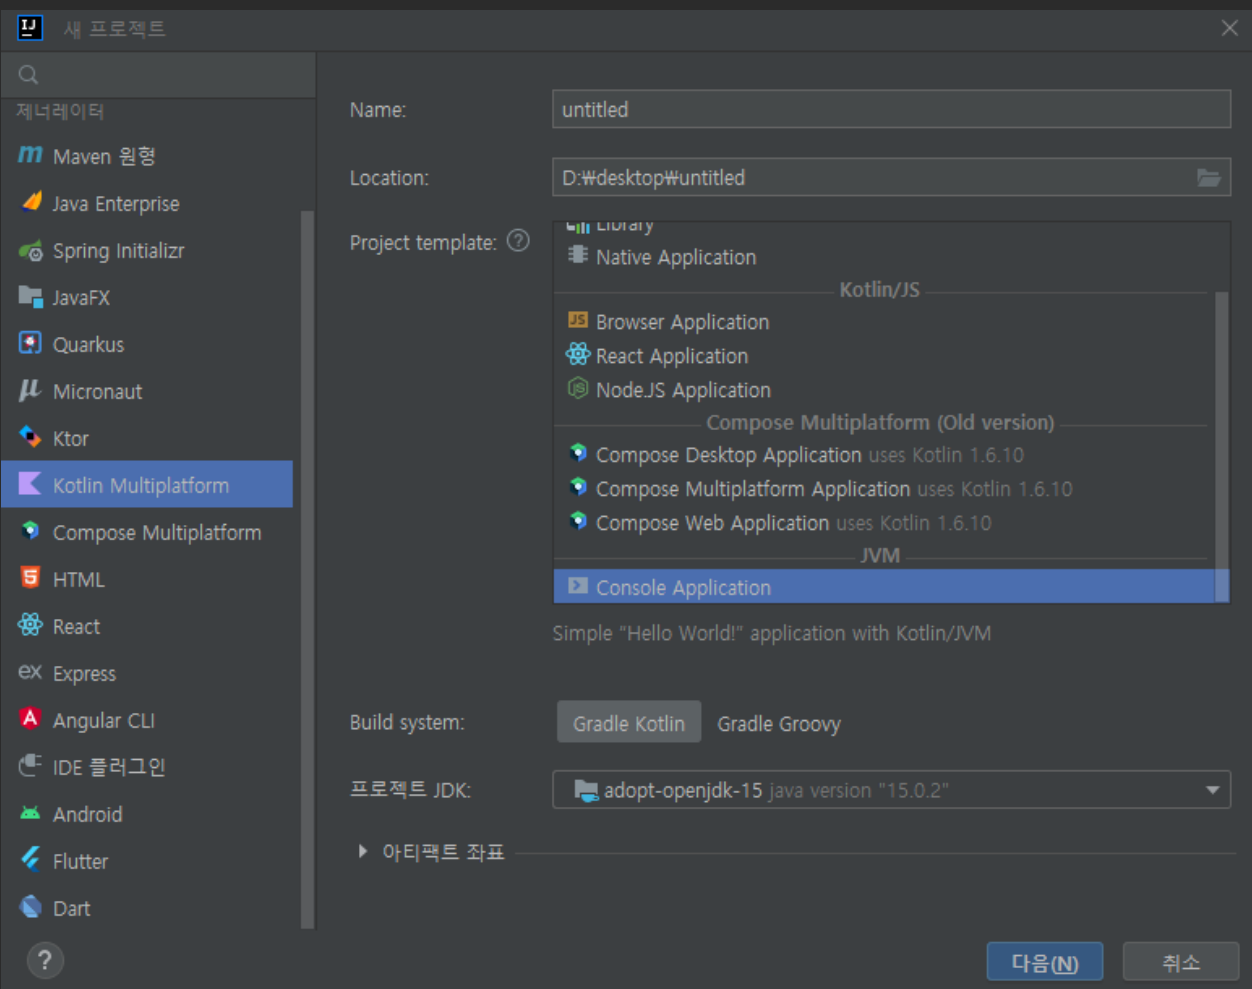 새 프로젝트
제너레이터
Maven 원형
Java Enterprise
Spring Initializr
JavaFX
Quarkus
Micronaut
Ktor
Kotlin Multiplatform
Compose Multiplatform
HTML
React
Express
Angular CLI
IDE 플러그인
Android
Flutter
Dart
Name:
untitled
Location:
D:₩desktop₩untitled
Project template:
Library
Native Application
Kotlin/JS
Browser Application
React Application
Node.JS Application
Compose Multiplatform (Old version)
Compose Desktop Application uses Kotlin 1.6.10
Compose Multiplatform Application uses Kotlin 1.6.10
Compose Web Application uses Kotlin 1.6.10
JVM
Console Application
Simple "Hello World!" application with Kotlin/JVM
Build system:
Gradle Kotlin
Gradle Groovy
프로젝트 JDK:
adopt-openjdk-15 java version "15.0.2"
아티팩트 좌표
?
다음(N)
취소